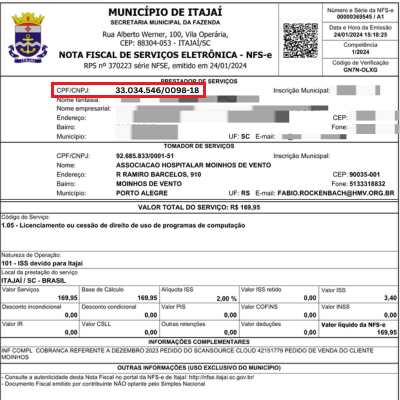 MUNICÍPIO DE ITAJAÍ
SECRETARIA MUNICIPAL DA FAZENDA
Rua Alberto Werner, 100, Vila Operária,
CEP: 88304-053 - ITAJAÍ/SC
NOTA FISCAL DE SERVIÇOS ELETRÔNICA - NFS-e
RPS nº 370223 série NFSE, emitido em 24/01/2024
Número e Série da NFS-e
00000369545 / A1
Data e Hora de Emissão
24/01/2024 15:18:25
Competência
1/2024
Código de Verificação
GN7N-OLXG
PRESTADOR DE SERVIÇOS
CPF/CNPJ: 33.034.546/0098-18 Inscrição Municipal:
Nome fantasia:
Nome empresarial:
Endereço: CEP:
Bairro: Fone:
Município: UF: SC E-mail:
TOMADOR DE SERVIÇOS
CPF/CNPJ: 92.685.833/0001-51 Inscrição Municipal:
Nome: ASSOCIACAO HOSPITALAR MOINHOS DE VENTO
Endereço: R RAMIRO BARCELOS, 910 CEP: 90035-001
Bairro: MOINHOS DE VENTO Fone: 5133318832
Município: PORTO ALEGRE UF: RS E-mail: FABIO.ROCKENBACH@HMV.ORG.BR
VALOR TOTAL DO SERVIÇO: R$ 169,95
Código do Serviço:
1.05 - Licenciamento ou cessão de direito de uso de programas de computação
Natureza de Operação:
101 - ISS devido para Itajaí
Local da prestação do serviço
ITAJAÍ / SC - BRASIL
Valor Serviços Base de Cálculo Alíquota ISS Valor ISS retido Valor ISS
169,95 169,95 2,00 % 0,00 3,40
Desconto incondicional Desconto condicional Valor PIS Valor COFINS Valor INSS
0,00 0,00 0,00 0,00 0,00
Valor IR Valor CSLL Outras retenções Valor deduções Valor líquido da NFS-e
0,00 0,00 0,00 0,00 169,95
INFORMAÇÕES COMPLEMENTARES
INF COMPL COBRANCA REFERENTE A DEZEMBRO 2023 PEDIDO DO SCANSOURCE CLOUD 42151779 PEDIDO DE VENDA DO CLIENTE
MOINHOS
OUTRAS INFORMAÇÕES (USO EXCLUSIVO DO MUNICÍPIO)
- Consulte a autenticidade desta Nota Fiscal no portal da NFS-e de Itajaí: http://nfse.itajai.sc.gov.br/
- Documento Fiscal emitido por contribuinte NÃO optante pelo Simples Nacional